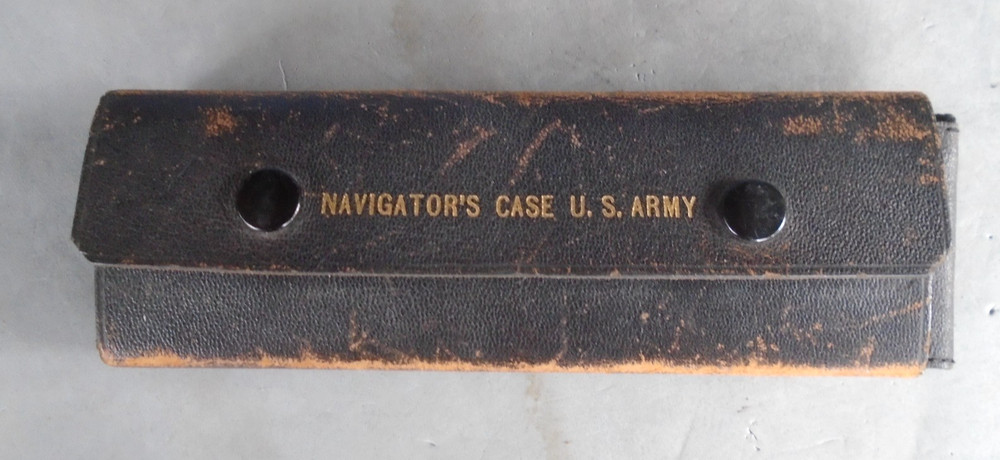 NAVIGATOR'S CASE U.S. ARMY